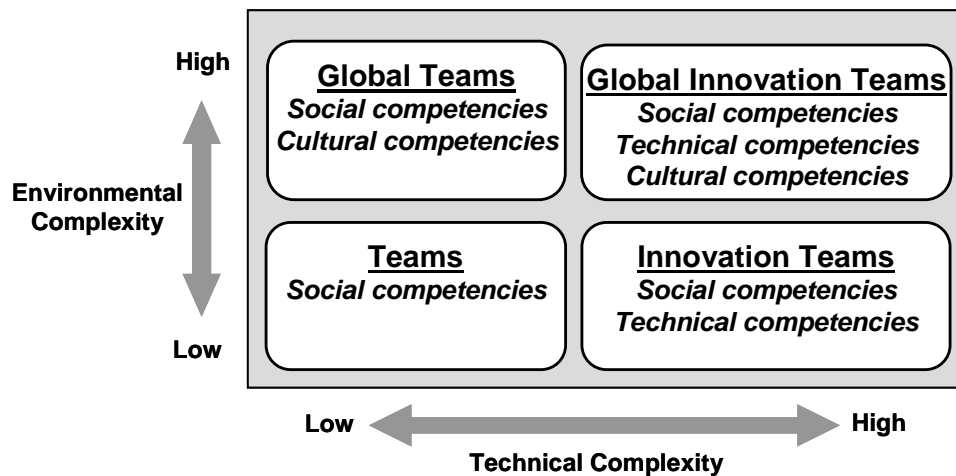 High
Environmental
Complexity
Low
Global Teams
Social competencies
Cultural competencies
Global Innovation Teams
Social competencies
Technical competencies
Cultural competencies
Teams
Social competencies
Innovation Teams
Social competencies
Technical competencies
Low
High
Technical Complexity